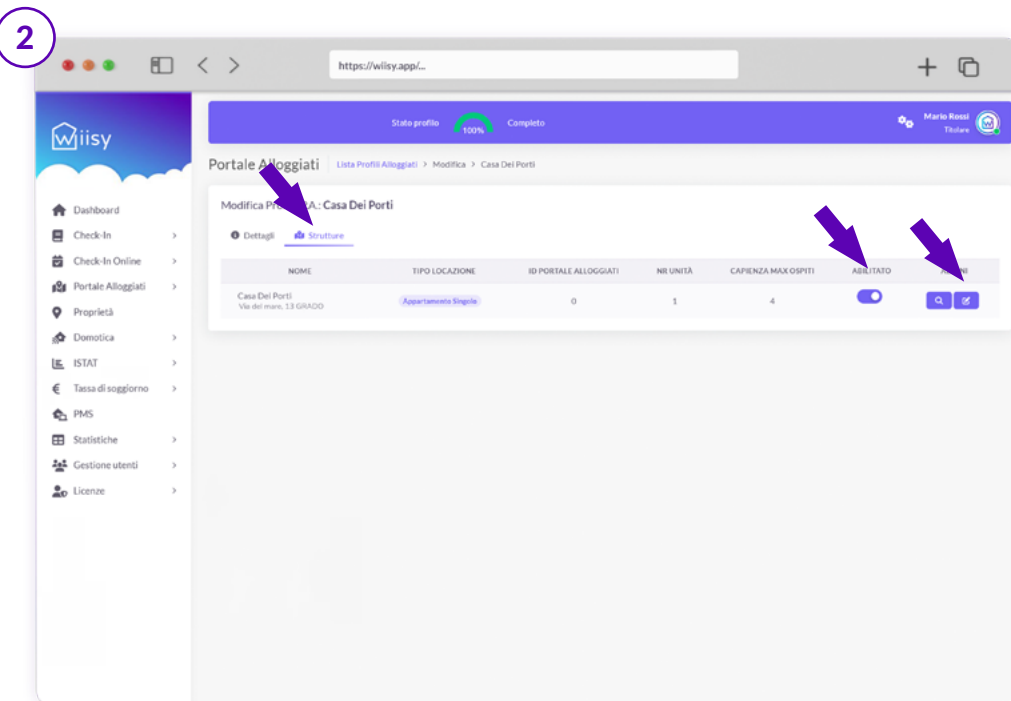 2
https://wiisy.app/...
wiisy
Stato profilo 100% Completo
Mario Rossi
Titolare
Portale Alloggiati Lista Profili Alloggiati > Modifica > Casa Dei Porti
Dashboard
Check-In
Check-In Online
Portale Alloggiati
Proprietà
Domotica
ISTAT
Tassa di soggiorno
PMS
Statistiche
Gestione utenti
Licenze
Modifica A.: Casa Dei Porti
Dettagli Strutture
NOME TIPO LOCAZIONE ID PORTALE ALLOGGIATI NR UNITÀ CAPIENZA MAX OSPITI ABILITATO
Casa Dei Porti Appartamento Singolo 0 1 4
Via del mare, 13 GRADO